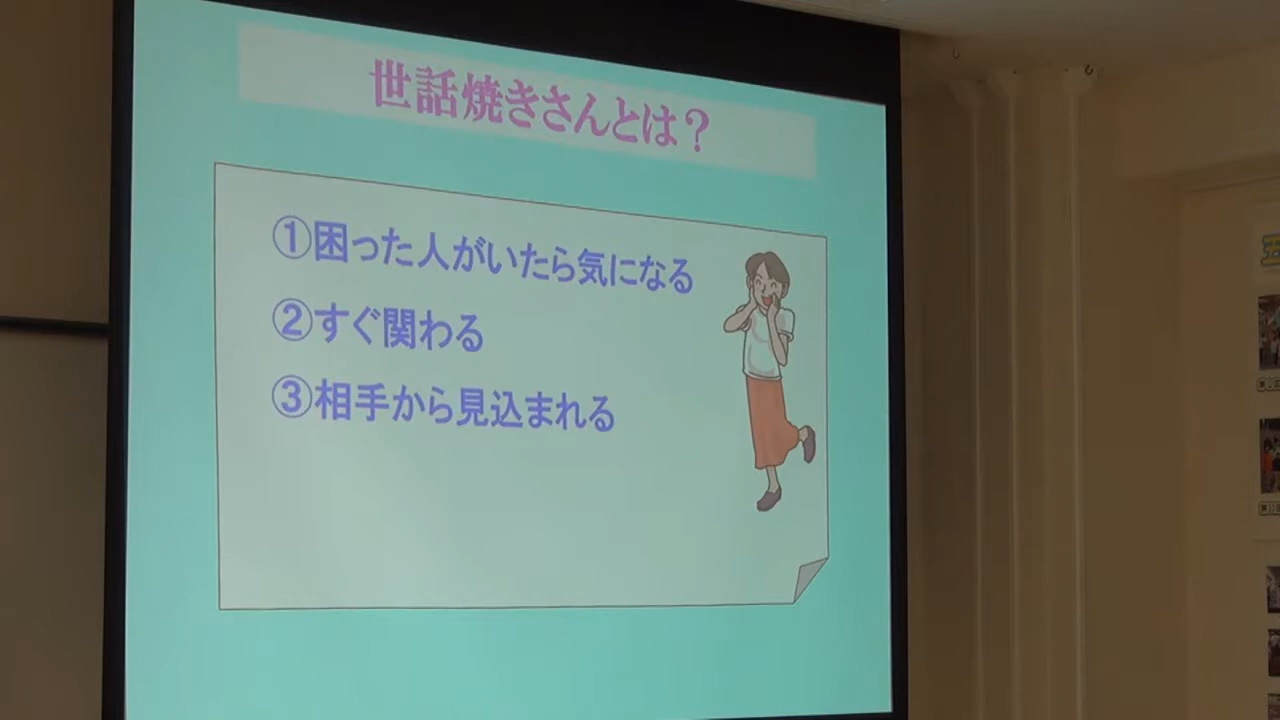 世話焼きさんとは？
①困った人がいたら気になる
②すぐ関わる
③相手から見込まれる